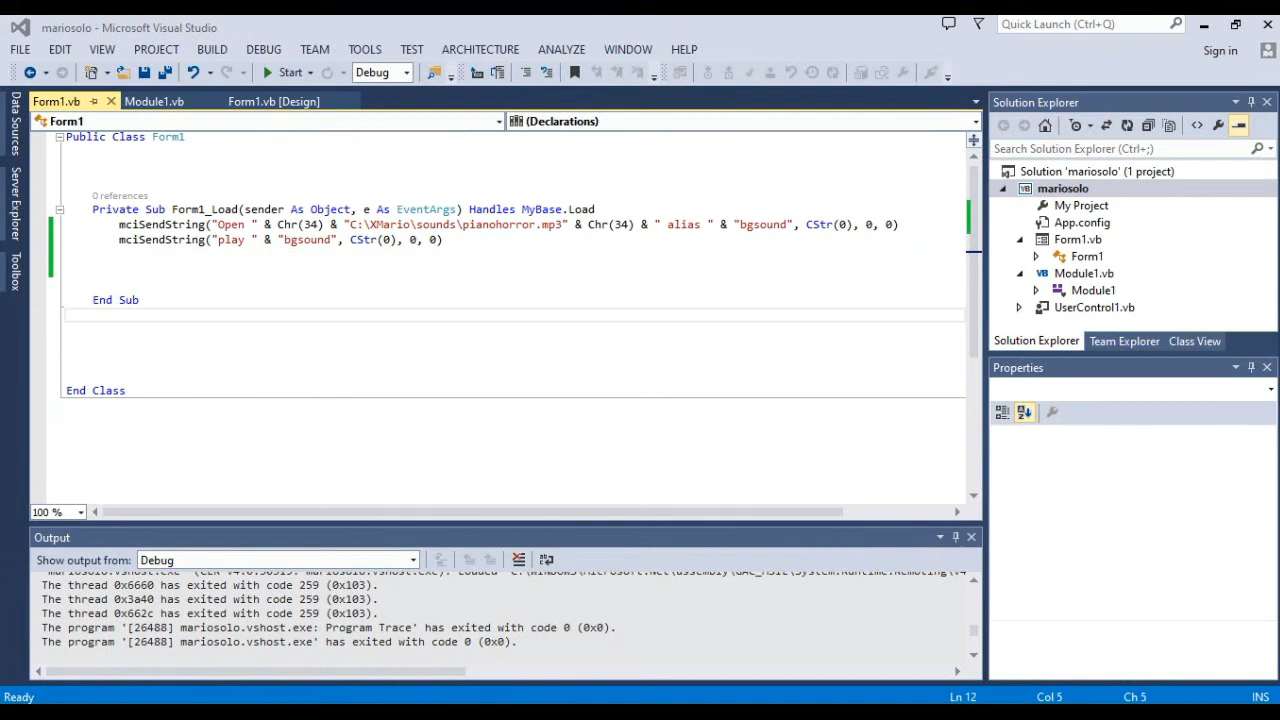 mariosolo - Microsoft Visual Studio
Quick Launch (Ctrl+Q)
FILE EDIT VIEW PROJECT BUILD DEBUG TEAM TOOLS TEST ARCHITECTURE ANALYZE WINDOW HELP
Sign in
Start Debug
Form1.vb Module1.vb Form1.vb [Design]
Form1 (Declarations)
Data Sources
Server Explorer
Toolbox
Public Class Form1
0 references
Private Sub Form1_Load(sender As Object, e As EventArgs) Handles MyBase.Load
mciSendString("Open " & Chr(34) & "C:\XMario\sounds\pianohorror.mp3" & Chr(34) & " alias " & "bgsound", CStr(0), 0, 0)
mciSendString("play " & "bgsound", CStr(0), 0, 0)
End Sub
End Class
100 %
Solution Explorer
Search Solution Explorer (Ctrl+;)
Solution 'mariosolo' (1 project)
VB mariosolo
My Project
App.config
Form1.vb
Form1
VB Module1.vb
Module1
UserControl1.vb
Solution Explorer Team Explorer Class View
Properties
Output
Show output from: Debug
The thread 0x6660 has exited with code 259 (0x103).
The thread 0x3a40 has exited with code 259 (0x103).
The thread 0x662c has exited with code 259 (0x103).
The program '[26488] mariosolo.vshost.exe: Program Trace' has exited with code 0 (0x0).
The program '[26488] mariosolo.vshost.exe' has exited with code 0 (0x0).
Ready Ln 12 Col 5 Ch 5 INS